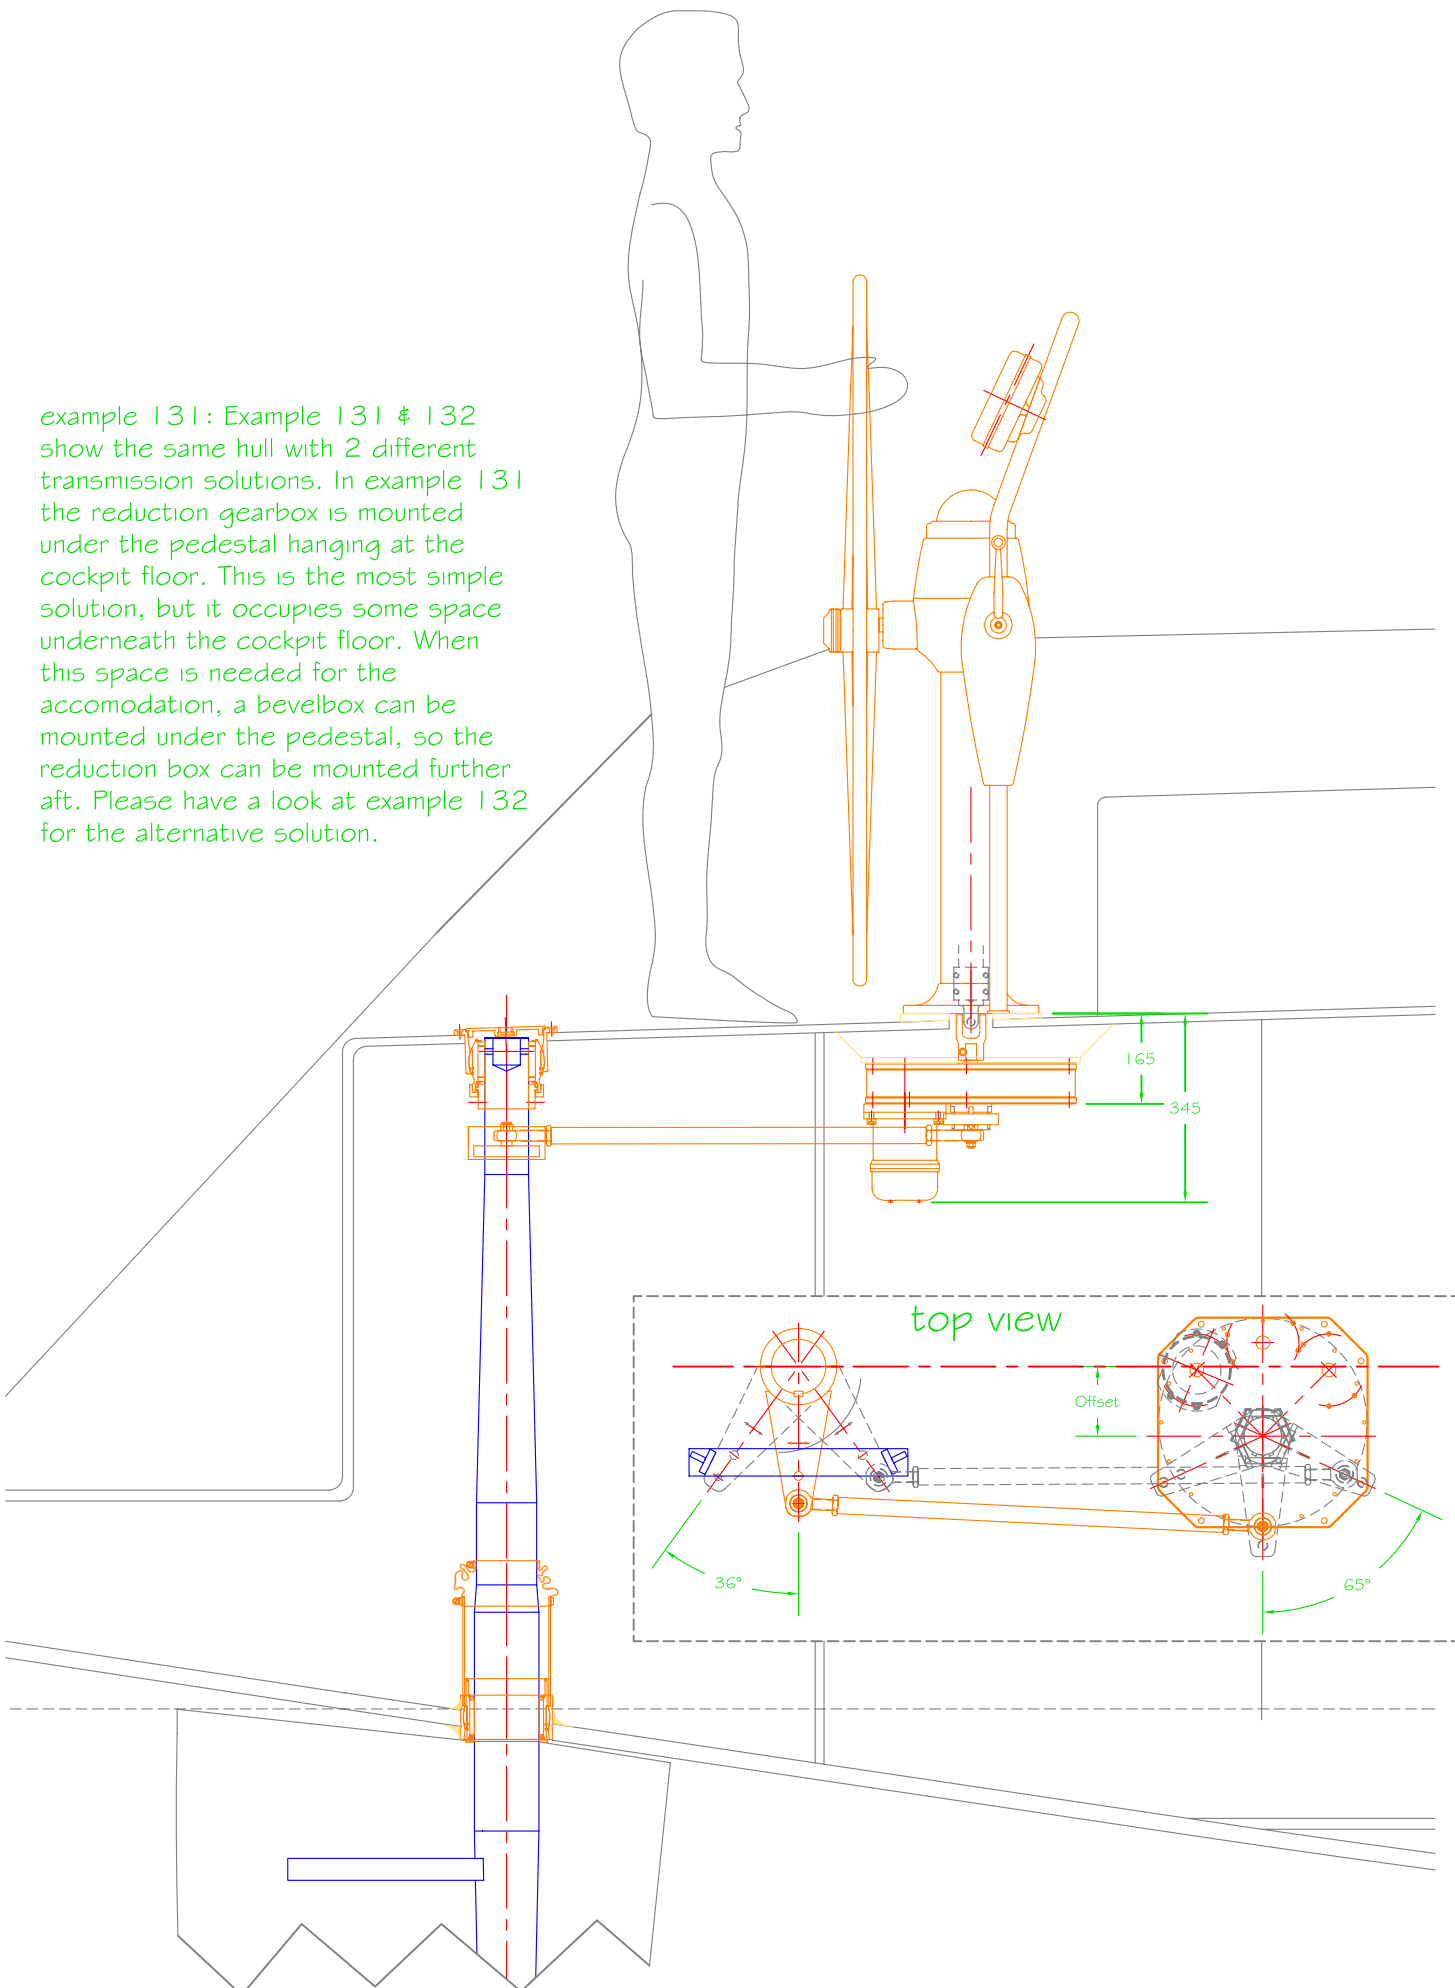 example 131: Example 131 & 132
show the same hull with 2 different
transmission solutions. In example 131
the reduction gearbox is mounted
under the pedestal hanging at the
cockpit floor. This is the most simple
solution, but it occupies some space
underneath the cockpit floor. When
this space is needed for the
accomodation, a bevelbox can be
mounted under the pedestal, so the
reduction box can be mounted further
aft. Please have a look at example 132
for the alternative solution.
165
345
top view
Offset
36°
65°